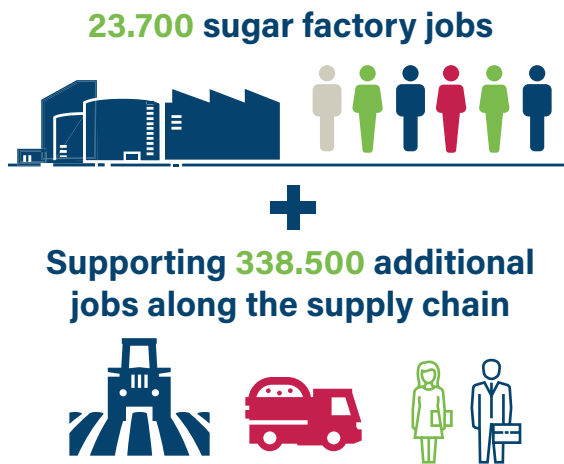 23.700 sugar factory jobs
Supporting 338.500 additional
jobs along the supply chain